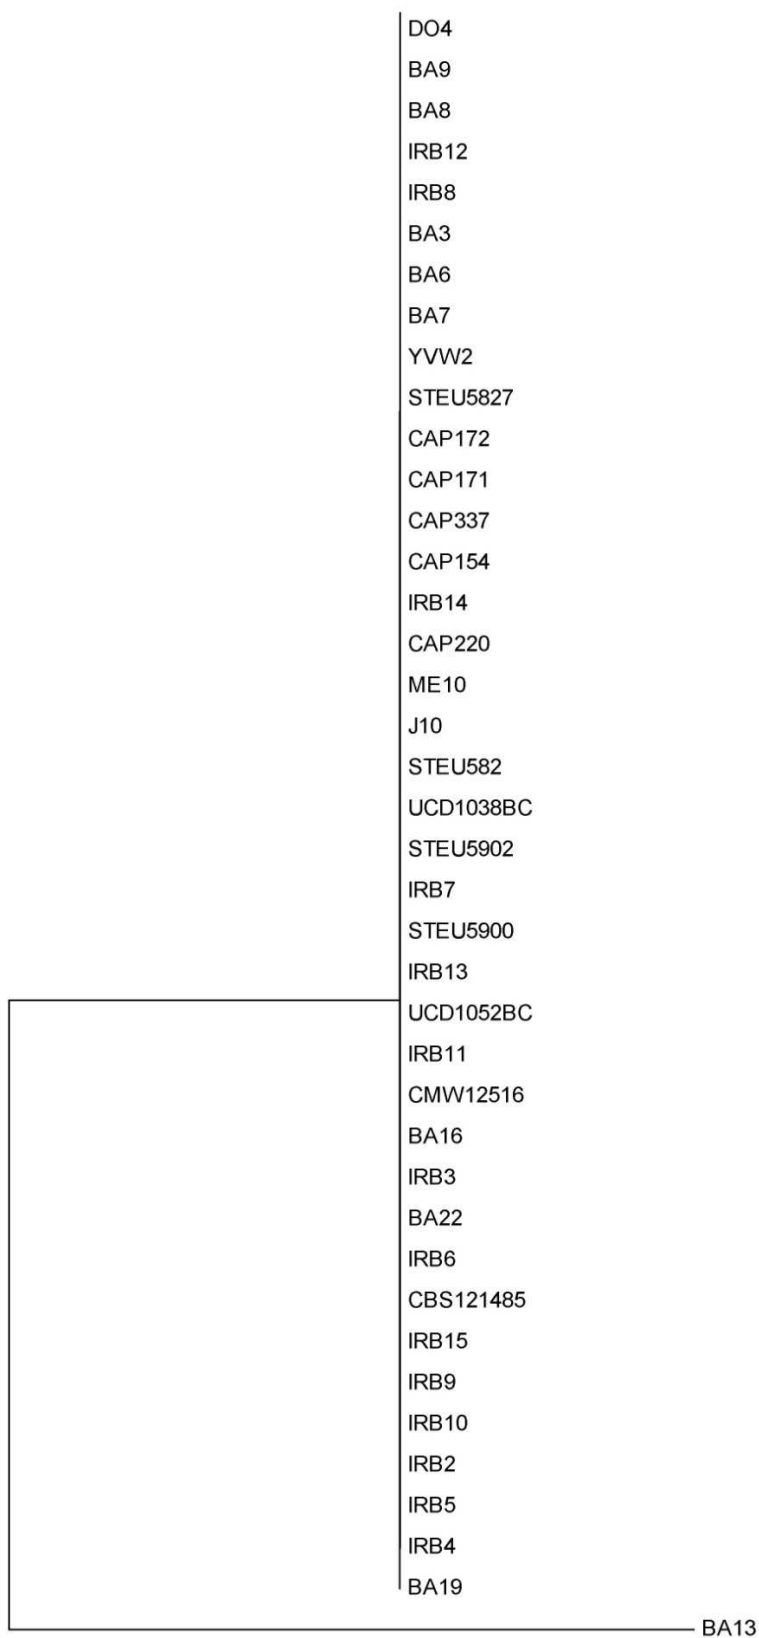 DO4
BA9
BA8
IRB12
IRB8
BA3
BA6
BA7
YVW2
STEU5827
CAP172
CAP171
CAP337
CAP154
IRB14
CAP220
ME10
J10
STEU582
UCD1038BC
STEU5902
IRB7
STEU5900
IRB13
UCD1052BC
IRB11
CMW12516
BA16
IRB3
BA22
IRB6
CBS121485
IRB15
IRB9
IRB10
IRB2
IRB5
IRB4
BA19
BA13